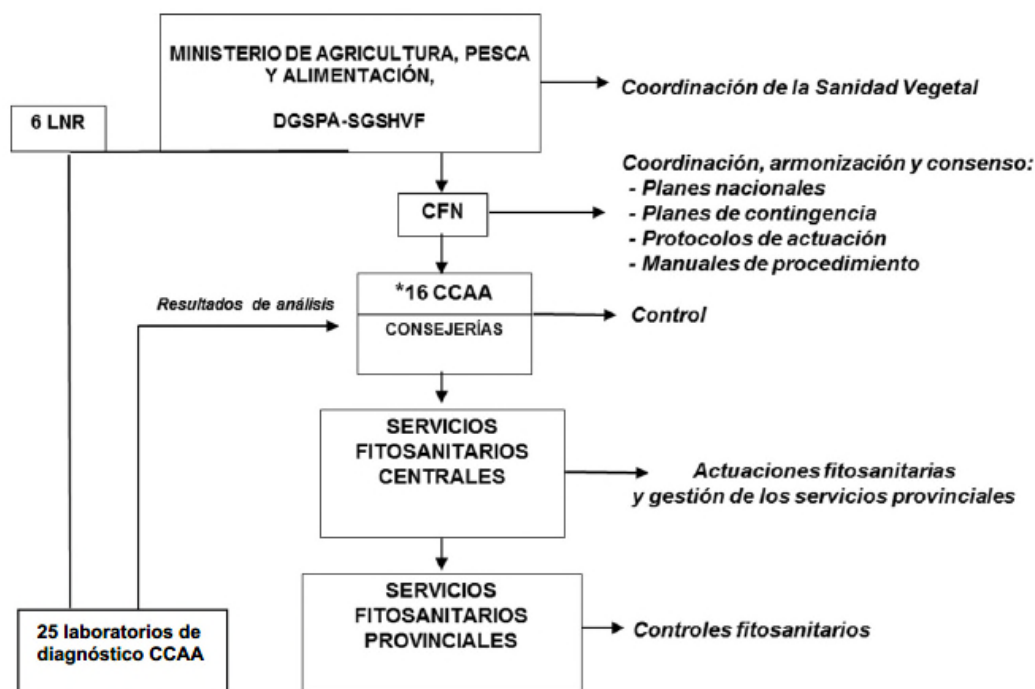 MINISTERIO DE AGRICULTURA, PESCA
Y ALIMENTACIÓN,
DGSPA-SGSHVF
Coordinación de la Sanidad Vegetal
6 LNR
Coordinación, armonización y consenso:
- Planes nacionales
- Planes de contingencia
- Protocolos de actuación
- Manuales de procedimiento
CFN
*16 CCAA
CONSEJERÍAS
Resultados de análisis
Control
SERVICIOS
FITOSANITARIOS
CENTRALES
Actuaciones fitosanitarias
y gestión de los servicios provinciales
SERVICIOS
FITOSANITARIOS
PROVINCIALES
Controles fitosanitarios
25 laboratorios de
diagnóstico CCAA